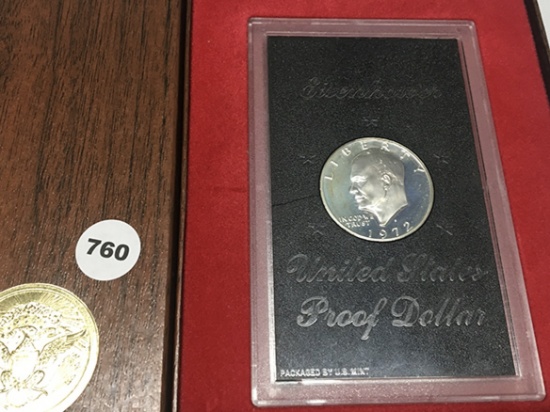 760
Eisenhower
LIBERTY
IN GOD WE
TRUST
1972
United States
Proof Dollar
PACKAGED BY U.S. MINT